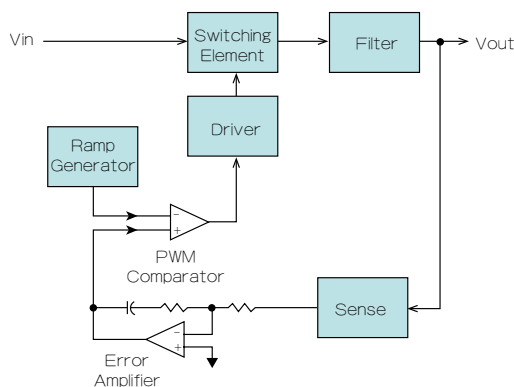 Vin
Switching
Element
Filter
Vout
Driver
Ramp
Generator
-
+
PWM
Comparator
Sense
-
+
Error
Amplifier